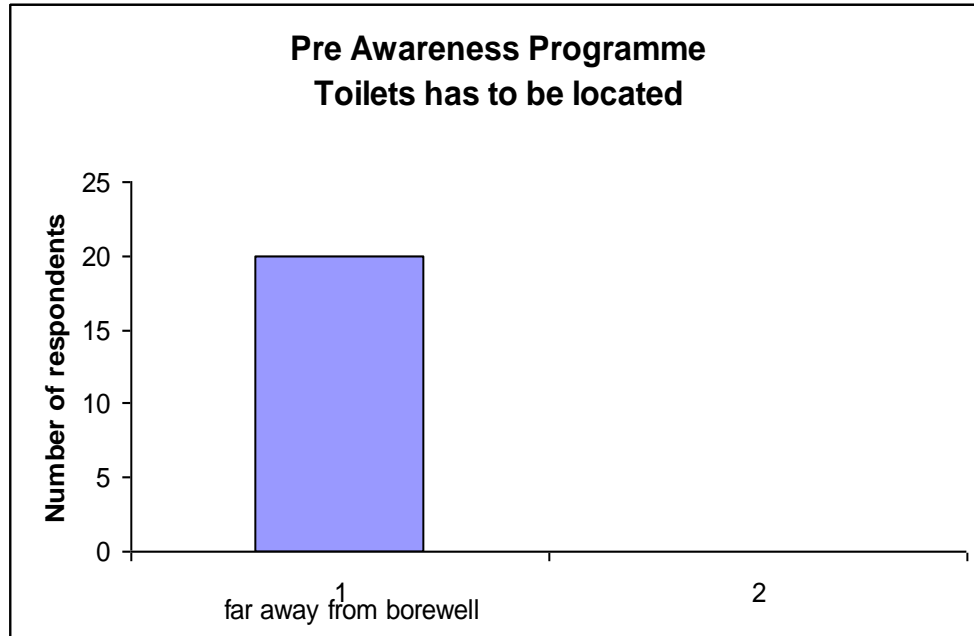 Pre Awareness Programme
Toilets has to be located
25
20
15
10
5
0
Number of respondents
1
2
far away from borewell